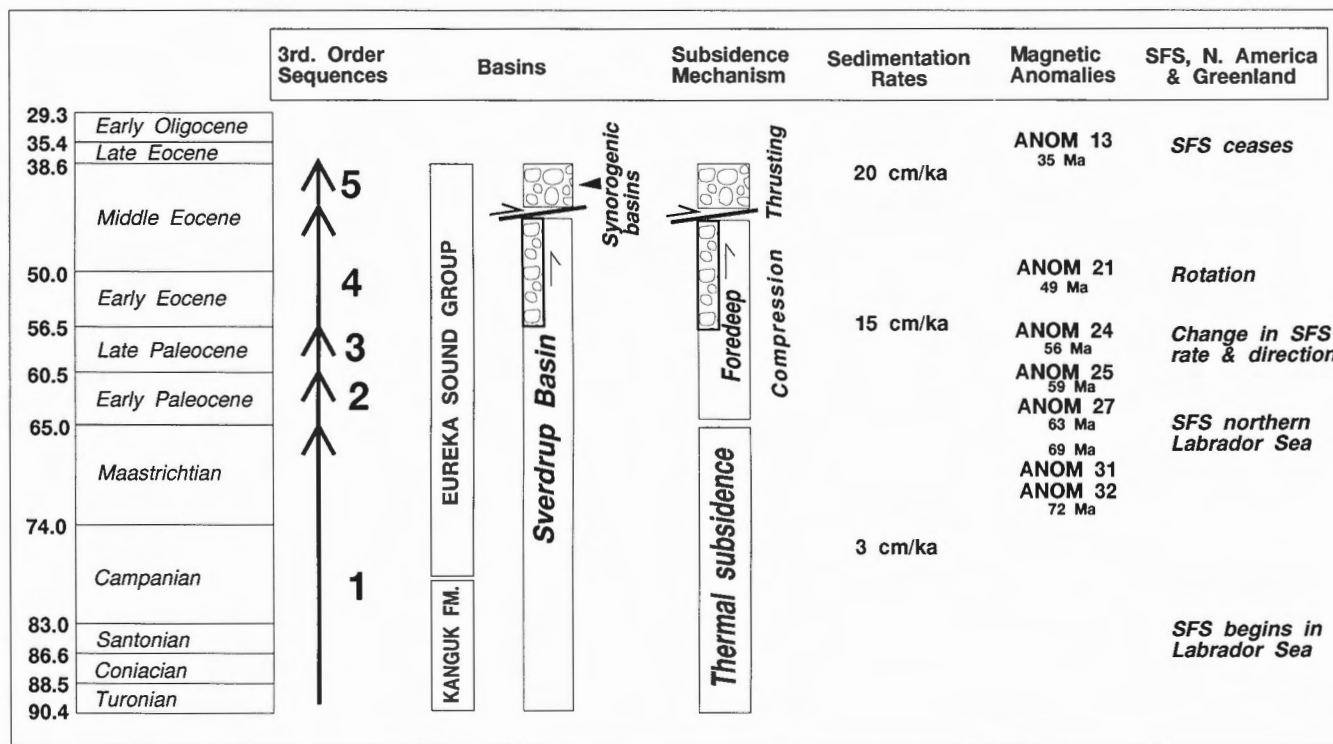 3rd. Order
Sequences
Basins
Subsidence
Mechanism
Sedimentation
Rates
Magnetic
Anomalies
SFS, N. America
& Greenland
29.3
Early Oligocene
35.4
Late Eocene
38.6
Middle Eocene
50.0
Early Eocene
56.5
Late Paleocene
60.5
Early Paleocene
65.0
Maastrichtian
74.0
Campanian
83.0
Santonian
86.6
Coniacian
88.5
Turonian
90.4
5
4
3
2
1
EUREKA SOUND GROUP
KANGUK FM.
Sverdrup Basin
Synorogenic
basins
Foredeep
Thermal subsidence
Compression Thrusting
20 cm/ka
15 cm/ka
3 cm/ka
ANOM 13
35 Ma
ANOM 21
49 Ma
ANOM 24
56 Ma
ANOM 25
59 Ma
ANOM 27
63 Ma
69 Ma
ANOM 31
ANOM 32
72 Ma
SFS ceases
Rotation
Change in SFS
rate & direction
SFS northern
Labrador Sea
SFS begins in
Labrador Sea